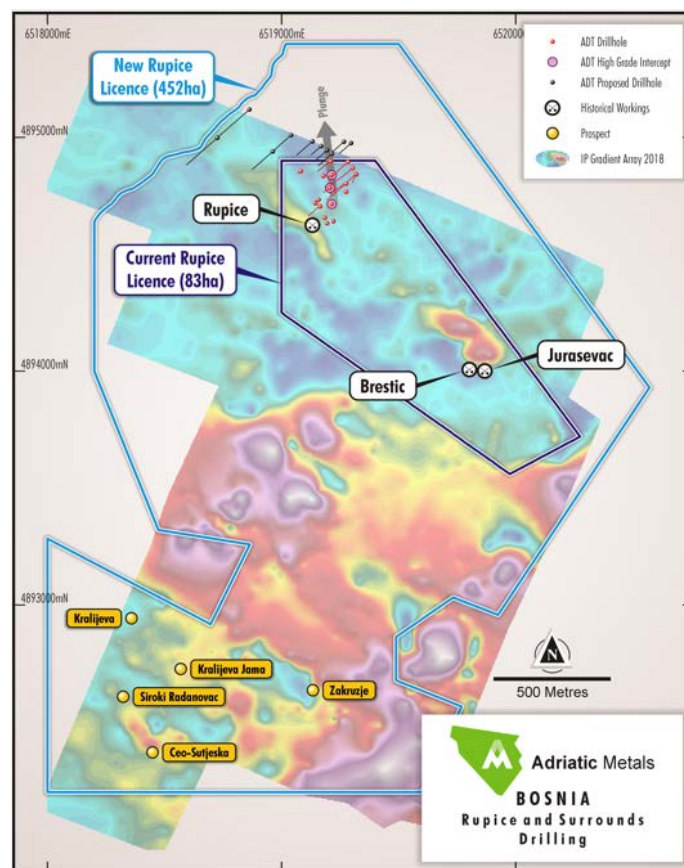 6518000mE
6519000mE
6520000mE
New Rupice
Licence (452ha)
ADT Drillhole
ADT High Grade Intercept
ADT Proposed Drillhole
Historical Workings
Prospect
IP Gradient Array 2018
4895000mN
Plunge
Rupice
Current Rupice
Licence (83ha)
4894000mN
Brestic
Jurasevac
4893000mN
Kralijeva
Kralijeva Jama
Siroki Radanovac
Zakruzje
Ceo-Sutjeska
N
500 Metres
Adriatic Metals
BOSNIA
Rupice and Surrounds
Drilling